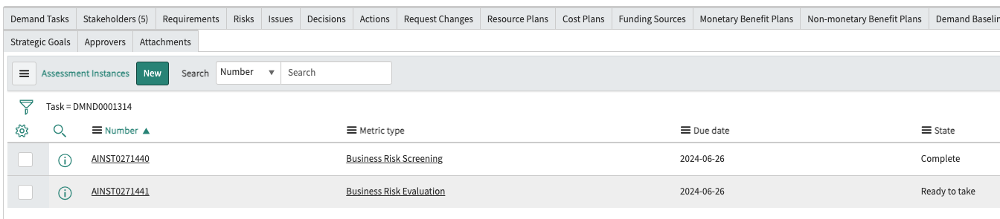 Demand Tasks Stakeholders (5) Requirements Risks Issues Decisions Actions Request Changes Resource Plans Cost Plans Funding Sources Monetary Benefit Plans Non-monetary Benefit Plans Demand
Strategic Goals Approvers Attachments
Assessment Instances New Search Number Search
Task = DMND0001314
Number Metric type Due date State
AINST0271440 Business Risk Screening 2024-06-26 Complete
AINST0271441 Business Risk Evaluation 2024-06-26 Ready to take